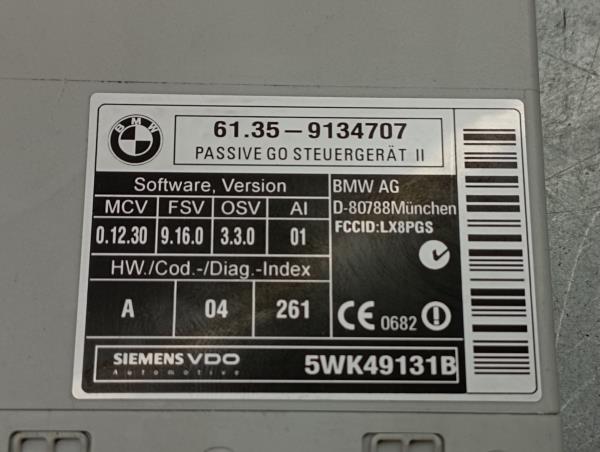 BMW
61.35 – 9134707
PASSIVE GO STEUERGERÄT II
Software, Version
MCV FSV OSV AI
0.12.30 9.16.0 3.3.0 01
HW./Cod.-/Diag.-Index
A 04 261
BMW AG
D-80788München
FCCID:LX8PGS
CE 0682
SIEMENS VDO
Automotive
5WK49131B